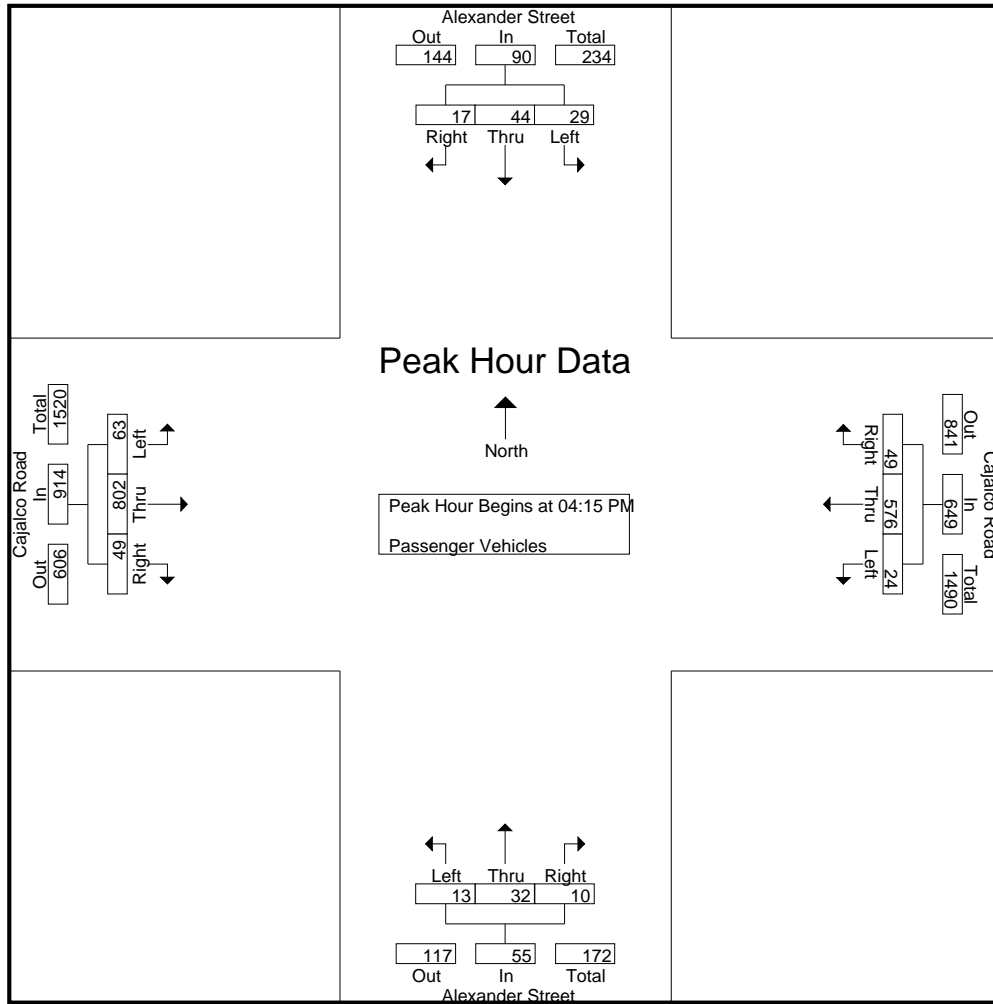 Alexander Street
Out In Total
144 90 234
17 44 29
Right Thru Left
Peak Hour Data
North
Peak Hour Begins at 04:15 PM
Passenger Vehicles
Cajalco Road
Out In Total
606 914 1520
49 802 63
Right Thru Left
Right Thru Left
49 576 24
Out In Total
841 649 1490
Cajalco Road
Left Thru Right
13 32 10
117 55 172
Out In Total
Alexander Street